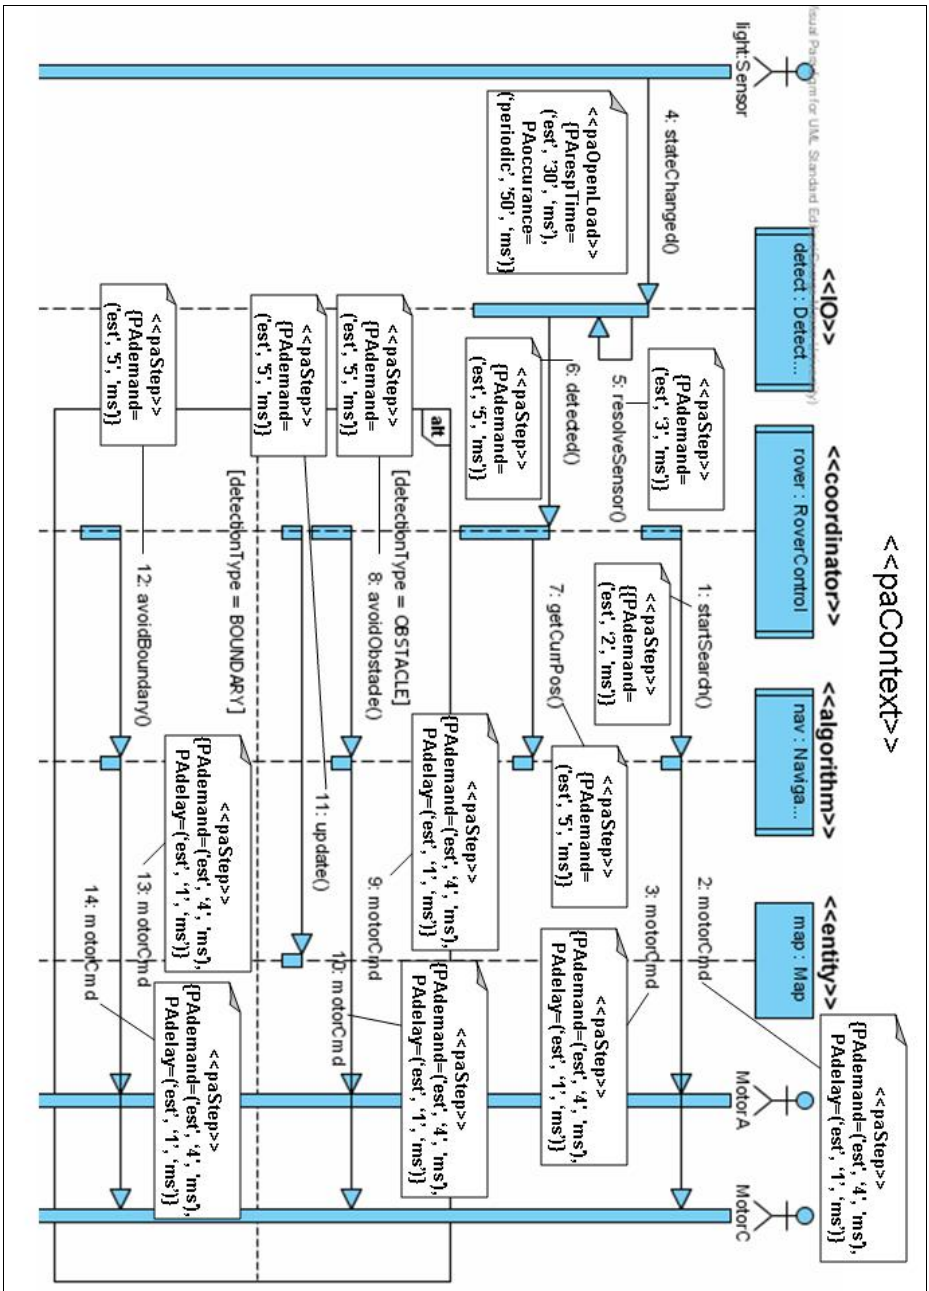 <<paContext>>
sual Paradigm for UML Standard Edition
light:Sensor
<<IO>>
detect : Detect...
<<coordinator>>
rover : RoverControl
<<algorithm>>
nav : Naviga...
<<entity>>
map : Map
MotorA
MotorC
<<paStep>>
{PAdemand=('est', '4', 'ms'),
PAdelay=('est', '1', 'ms')}
1: startSearch()
2: motorCmd
<<paStep>>
{{PAdemand=
('est', '2', 'ms')}
3: motorCmd
<<paStep>>
{PAdemand=('est', '4', 'ms'),
PAdelay=('est', '1', 'ms')}
4: stateChanged()
<<paOpenLoad>>
{PArespTime=
('est', '30', 'ms'),
PAoccurance=
('periodic', '50', 'ms')}
<<paStep>>
{PAdemand=
('est', '3', 'ms')}
5: resolveSensor()
6: detected()
<<paStep>>
{PAdemand=
('est', '5', 'ms')}
7: getCurrPos()
<<paStep>>
{PAdemand=
('est', '5', 'ms')}
alt
[detectionType = OBSTACLE]
<<paStep>>
{PAdemand=
('est', '5', 'ms')}
8: avoidObstacle()
<<paStep>>
{PAdemand=('est', '4', 'ms'),
PAdelay=('est', '1', 'ms')}
9: motorCmd
<<paStep>>
{PAdemand=('est', '4', 'ms'),
PAdelay=('est', '1', 'ms')}
10: motorCmd
<<paStep>>
{PAdemand=
('est', '5', 'ms')}
11: update()
[detectionType = BOUNDARY]
<<paStep>>
{PAdemand=
('est', '5', 'ms')}
12: avoidBoundary()
<<paStep>>
{PAdemand=('est', '4', 'ms'),
PAdelay=('est', '1', 'ms')}
13: motorCmd
<<paStep>>
{PAdemand=('est', '4', 'ms'),
PAdelay=('est', '1', 'ms')}
14: motorCmd